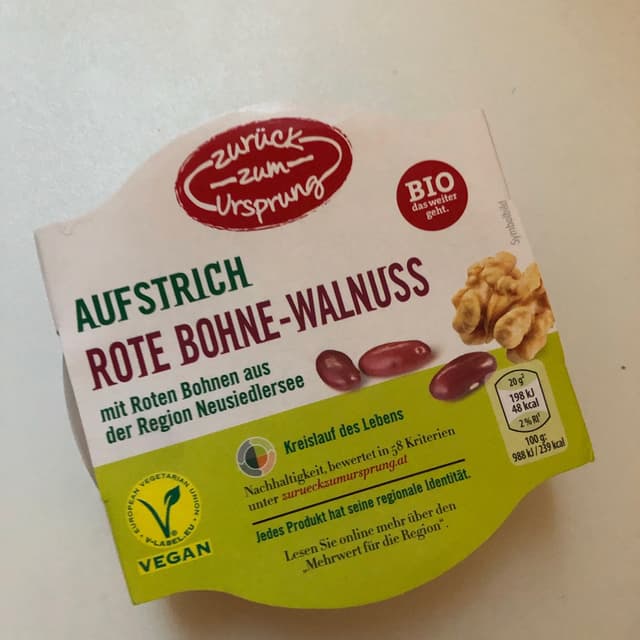 zurück
zum
Ursprung
BIO
das weiter
geht.
Symbolbild
AUFSTRICH
ROTE BOHNE-WALNUSS
mit Roten Bohnen aus
der Region Neusiedlersee
20 g²
198 kJ
48 kcal
2 % RI¹
100 g:
988 kJ / 239 kcal
Kreislauf des Lebens
Nachhaltigkeit, bewertet in 38 Kriterien
unter zurueckzumursprung.at
Jedes Produkt hat seine regionale Identität.
Lesen Sie online mehr über den
„Mehrwert für die Region“.
EUROPEAN VEGETARIAN UNION
V-LABEL.EU
VEGAN